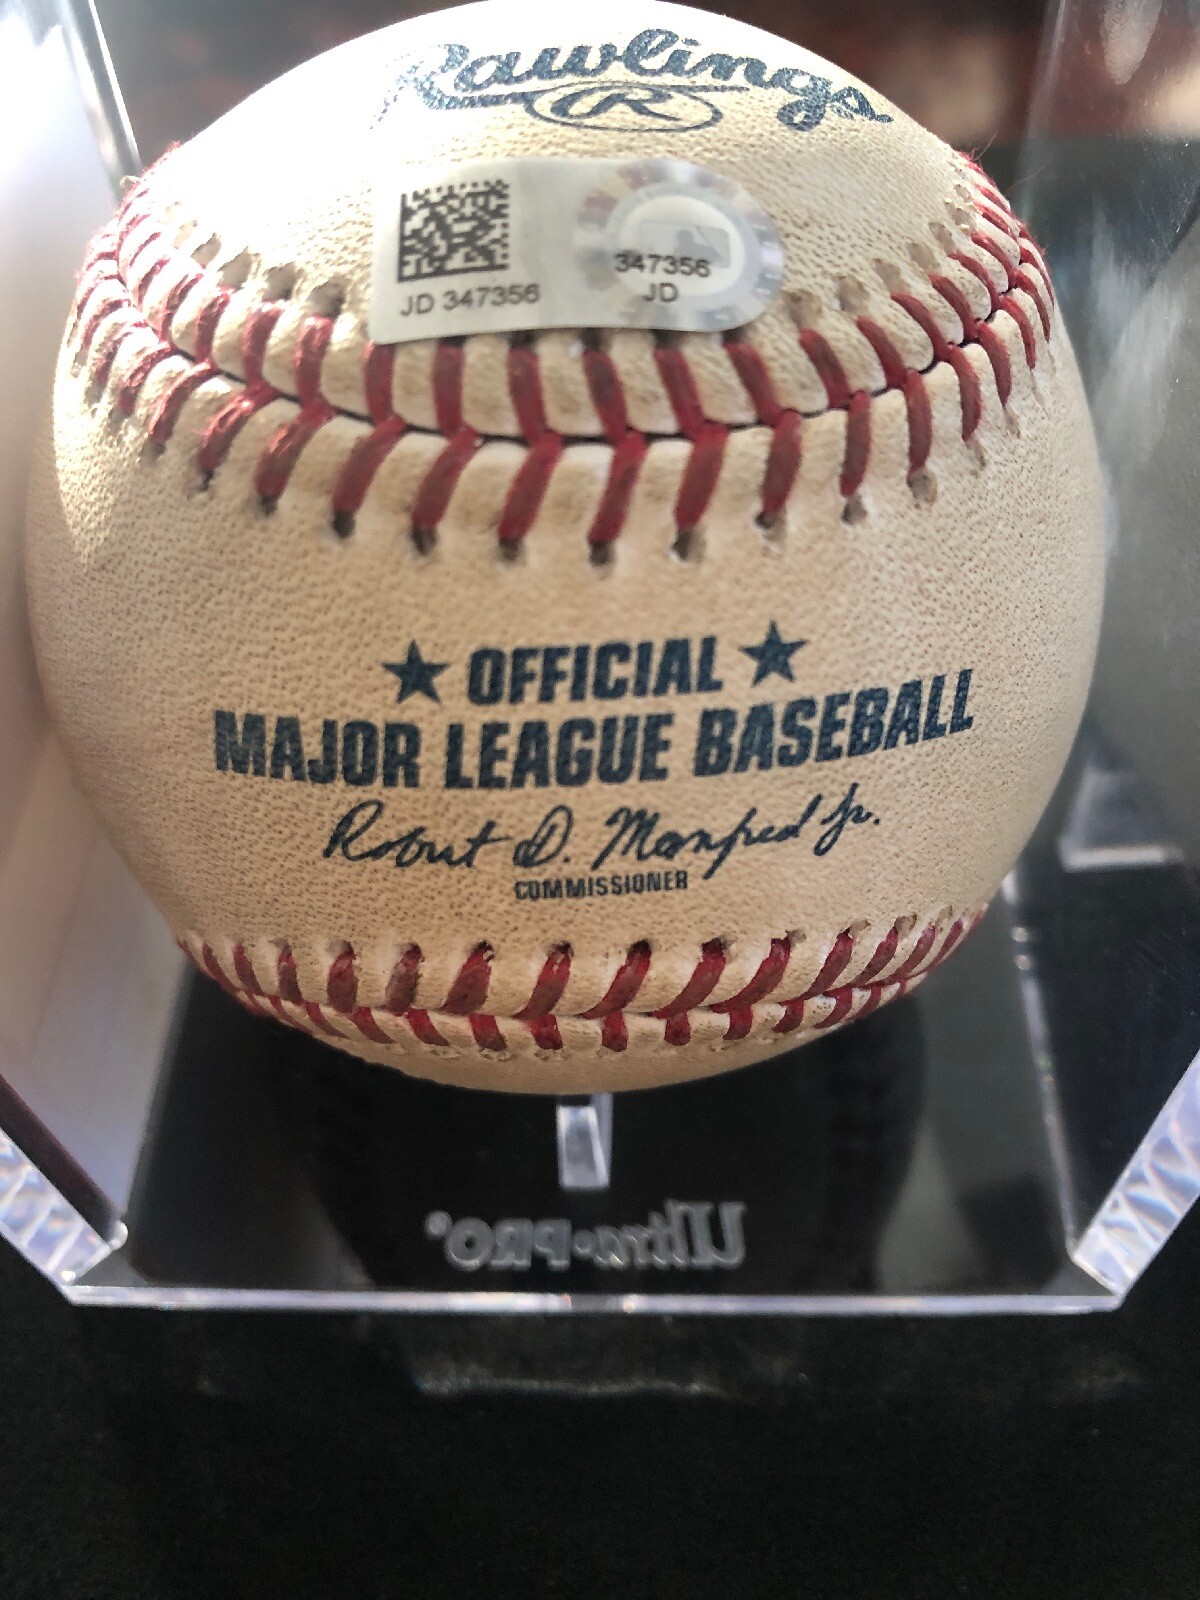 Rawlings
R
JD 347356
347356
JD
OFFICIAL
MAJOR LEAGUE BASEBALL
Robert D. Manfred Jr.
COMMISSIONER
Ultra•PRO®